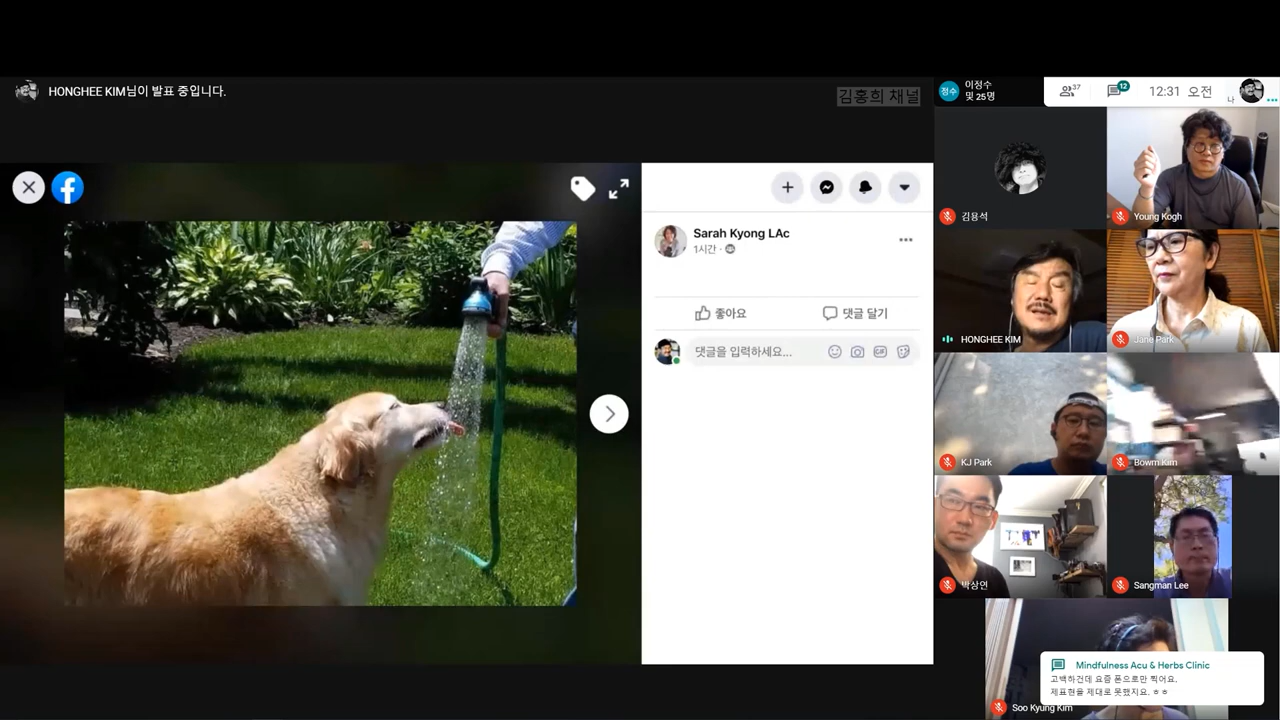 HONGHEE KIM님이 발표 중입니다.
김홍희 채널
정수
이정수
및 25명
37
12
12:31 오전
나
김용석
Young Kogh
HONGHEE KIM
Jane Park
KJ Park
Bowm Kim
박상연
Sangman Lee
Soo Kyung Kim
Sarah Kyong LAc
1시간
좋아요
댓글 달기
댓글을 입력하세요...
GIF
Mindfulness Acu & Herbs Clinic
고백하건데 요즘 폰으로만 찍어요.
제표현을 제대로 못했지요. ㅎㅎ